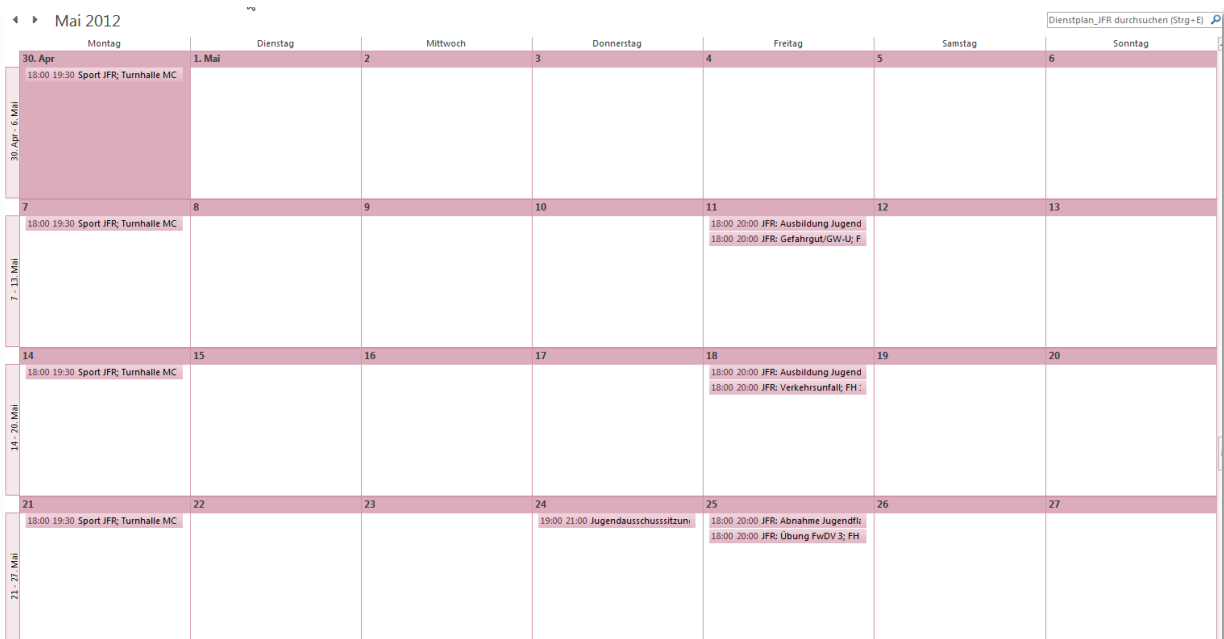 Mai 2012
Dienstplan_JFR durchsuchen (Strg+E)
Montag Dienstag Mittwoch Donnerstag Freitag Samstag Sonntag
30. Apr - 6. Mai
30. Apr 1. Mai 2 3 4 5 6
18:00 19:30 Sport JFR; Turnhalle MC
7 - 13. Mai
7 8 9 10 11 12 13
18:00 19:30 Sport JFR; Turnhalle MC 18:00 20:00 JFR: Ausbildung Jugend
18:00 20:00 JFR: Gefahrgut/GW-U; F
14 - 20. Mai
14 15 16 17 18 19 20
18:00 19:30 Sport JFR; Turnhalle MC 18:00 20:00 JFR: Ausbildung Jugend
18:00 20:00 JFR: Verkehrsunfall; FH
21 - 27. Mai
21 22 23 24 25 26 27
18:00 19:30 Sport JFR; Turnhalle MC 19:00 21:00 Jugendausschusssitzun 18:00 20:00 JFR: Abnahme Jugendfl
18:00 20:00 JFR: Übung FwDV 3; FH